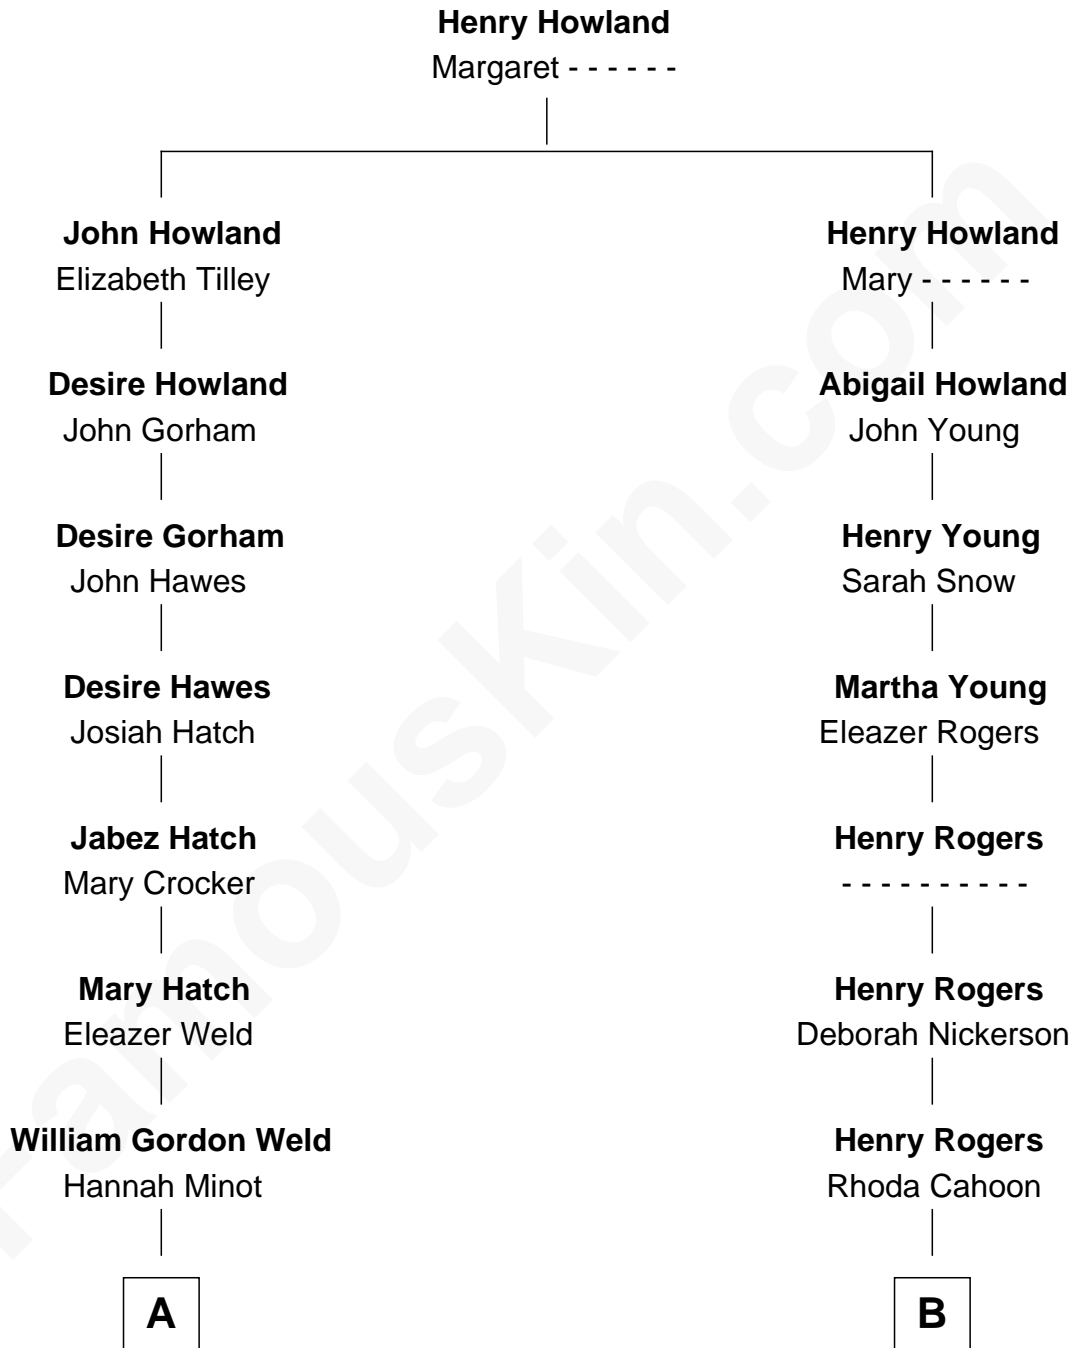 Henry Howland
Margaret - - - - - -
John Howland
Elizabeth Tilley
Henry Howland
Mary - - - - - -
Desire Howland
John Gorham
Abigail Howland
John Young
Desire Gorham
John Hawes
Henry Young
Sarah Snow
Desire Hawes
Josiah Hatch
Martha Young
Eleazer Rogers
Jabez Hatch
Mary Crocker
Henry Rogers
- - - - - - - - - -
Mary Hatch
Eleazer Weld
Henry Rogers
Deborah Nickerson
William Gordon Weld
Hannah Minot
Henry Rogers
Rhoda Cahoon
A
B
FamousKin.com